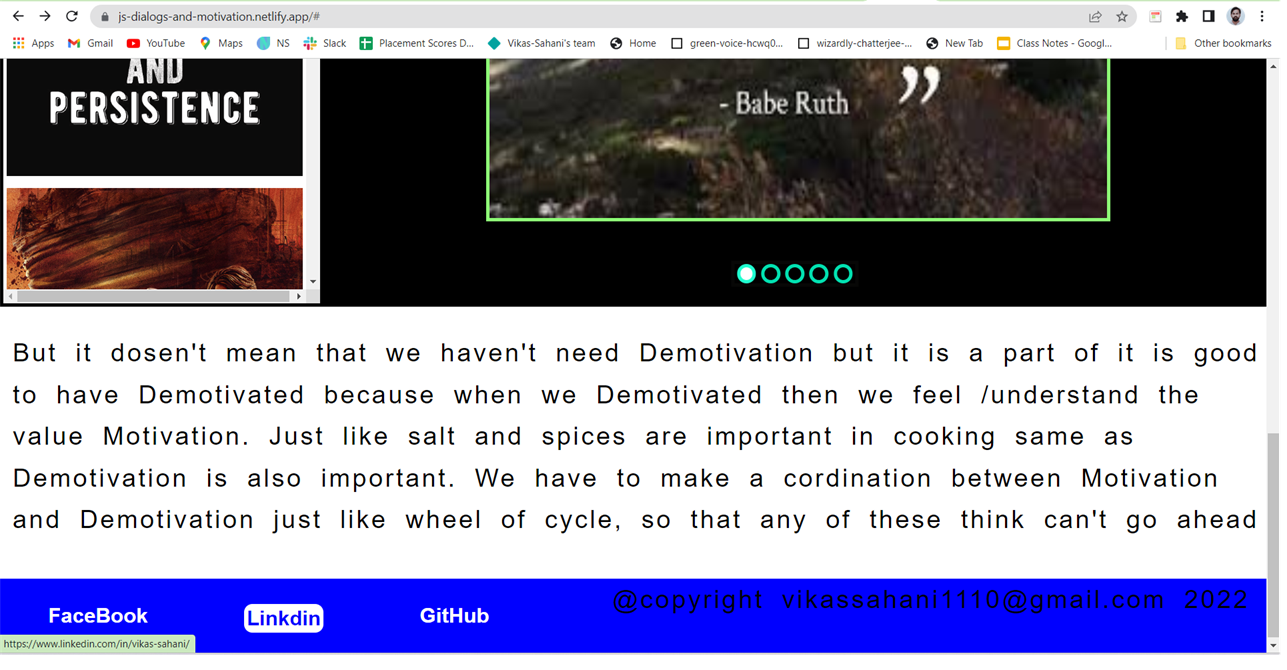 js-dialogs-and-motivation.netlify.app/#
Apps Gmail YouTube Maps NS Slack Placement Scores D... Vikas-Sahani's team Home green-voice-hcwq0... wizardly-chatterjee-... New Tab Class Notes - Googl... Other bookmarks
AND
PERSISTENCE
- Babe Ruth ”
But it dosen't mean that we haven't need Demotivation but it is a part of it is good
to have Demotivated because when we Demotivated then we feel /understand the
value Motivation. Just like salt and spices are important in cooking same as
Demotivation is also important. We have to make a cordination between Motivation
and Demotivation just like wheel of cycle, so that any of these think can't go ahead
@copyright vikassahani1110@gmail.com 2022
FaceBook Linkdin GitHub
https://www.linkedin.com/in/vikas-sahani/